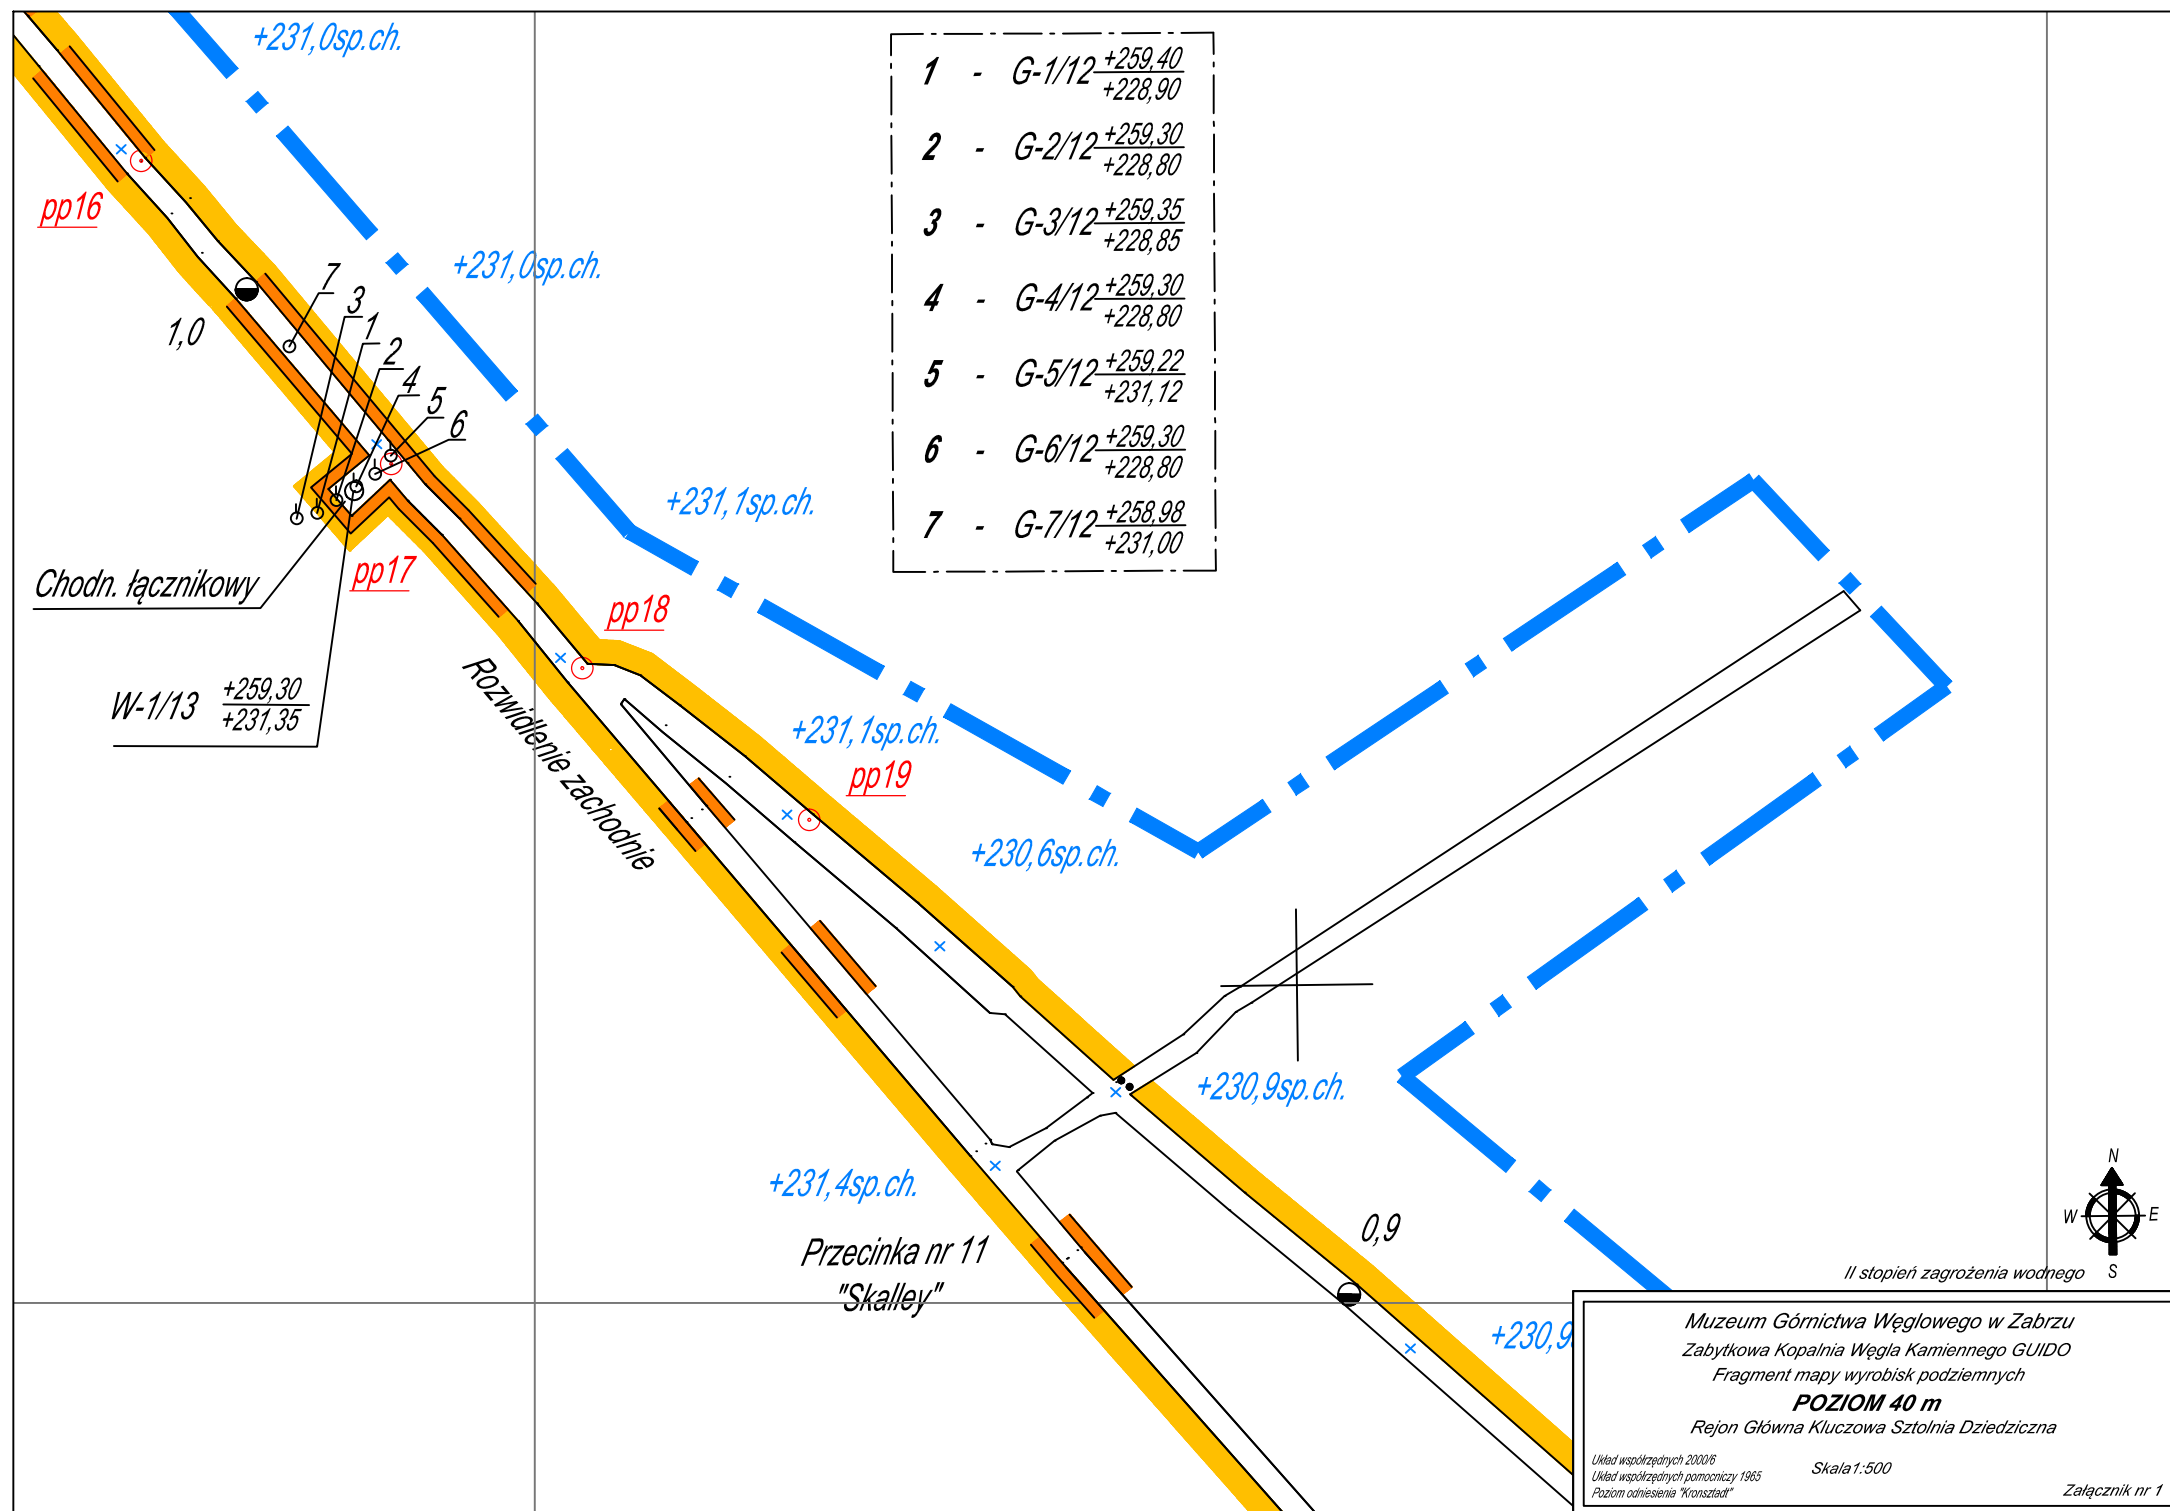 +231,0sp.ch.
1 - G-1/12 +259,40
+228,90
2 - G-2/12 +259,30
+228,80
3 - G-3/12 +259,35
+228,85
4 - G-4/12 +259,30
+228,80
5 - G-5/12 +259,22
+231,12
6 - G-6/12 +259,30
+228,80
7 - G-7/12 +258,98
+231,00
pp16
+231,0sp.ch.
7
3
1
2
4
5
6
1,0
+231,1sp.ch.
pp17
Chodn. łącznikowy
pp18
W-1/13 +259,30
+231,35
Rozwidlenie zachodnie
+231,1sp.ch.
pp19
+230,6sp.ch.
+230,9sp.ch.
+231,4sp.ch.
0,9
Przecinka nr 11
"Skalley"
N
W E
S
II stopień zagrożenia wodnego
+230,9
Muzeum Górnictwa Węglowego w Zabrzu
Zabytkowa Kopalnia Węgla Kamiennego GUIDO
Fragment mapy wyrobisk podziemnych
POZIOM 40 m
Rejon Główna Kluczowa Sztolnia Dziedziczna
Układ współrzędnych 2000/6
Układ współrzędnych pomocniczy 1965
Poziom odniesienia "Kronsztadt"
Skala1:500
Załącznik nr 1